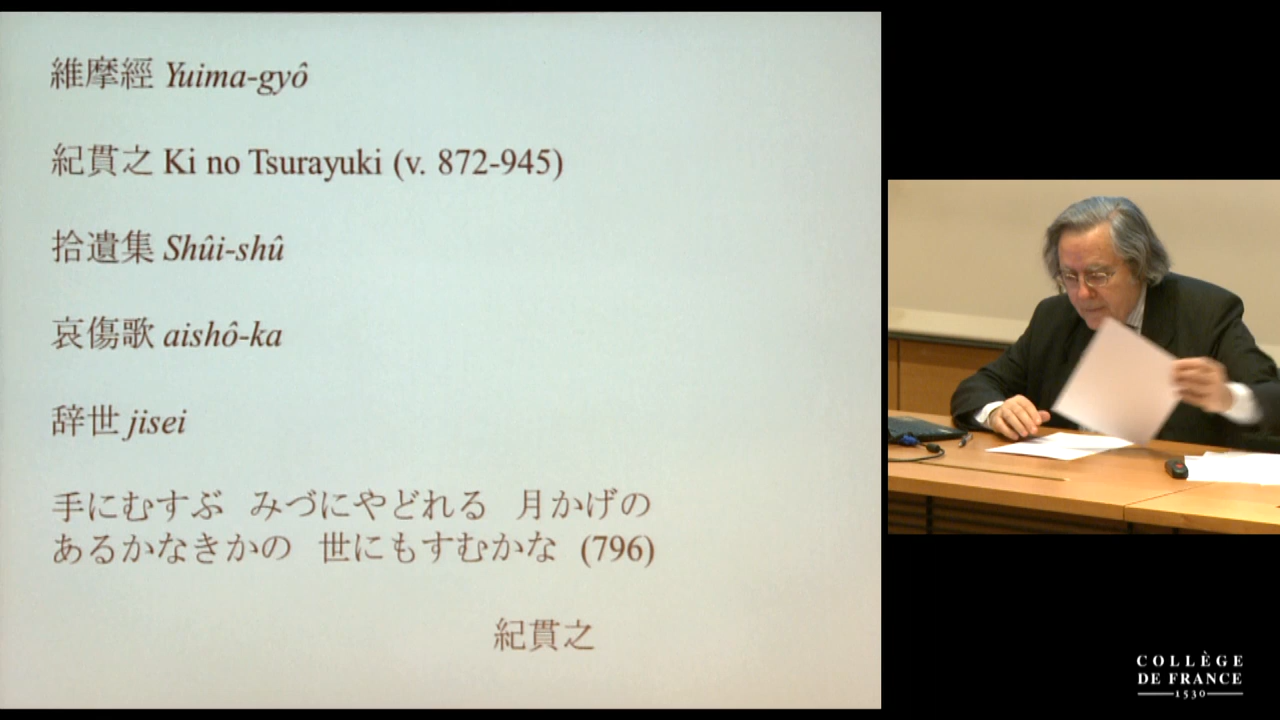 維摩經 Yuima-gyô
紀貫之 Ki no Tsurayuki (v. 872-945)
拾遺集 Shûi-shû
哀傷歌 aishô-ka
辞世 jisei
手にむすぶ みづにやどれる 月かげの
あるかなきかの 世にもすむかな (796)
紀貫之
COLLÈGE
DE FRANCE
1530